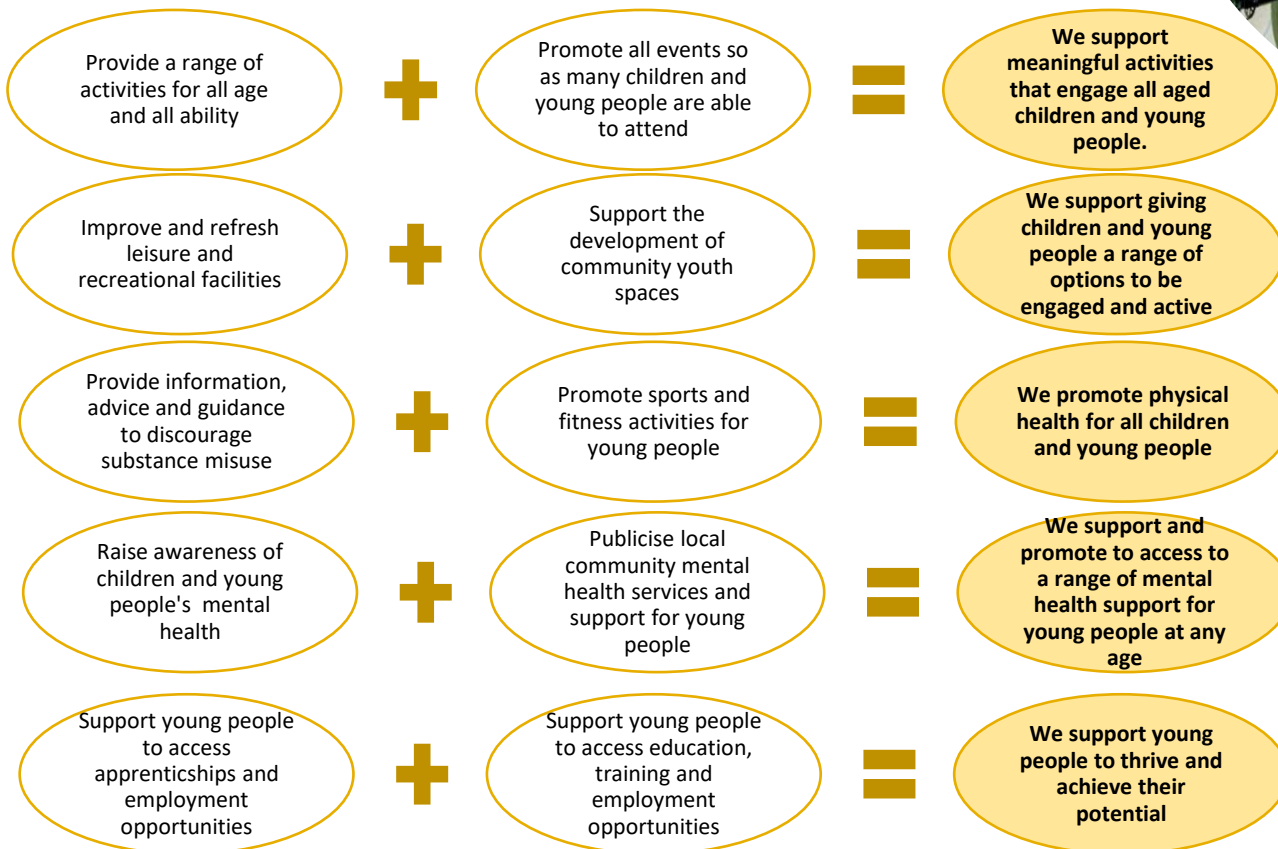 Provide a range of
activities for all age
and all ability
Promote all events so
as many children and
young people are able
to attend
We support
meaningful activities
that engage all aged
children and young
people.
Improve and refresh
leisure and
recreational facilities
Support the
development of
community youth
spaces
We support giving
children and young
people a range of
options to be
engaged and active
Provide information,
advice and guidance
to discourage
substance misuse
Promote sports and
fitness activities for
young people
We promote physical
health for all children
and young people
Raise awareness of
children and young
people's  mental
health
Publicise local
community mental
health services and
support for young
people
We support and
promote to access to
a range of mental
health support for
young people at any
age
Support young people
to access
apprenticships and
employment
opportunities
Support young people
to access education,
training and
employment
opportunities
We support young
people to thrive and
achieve their
potential